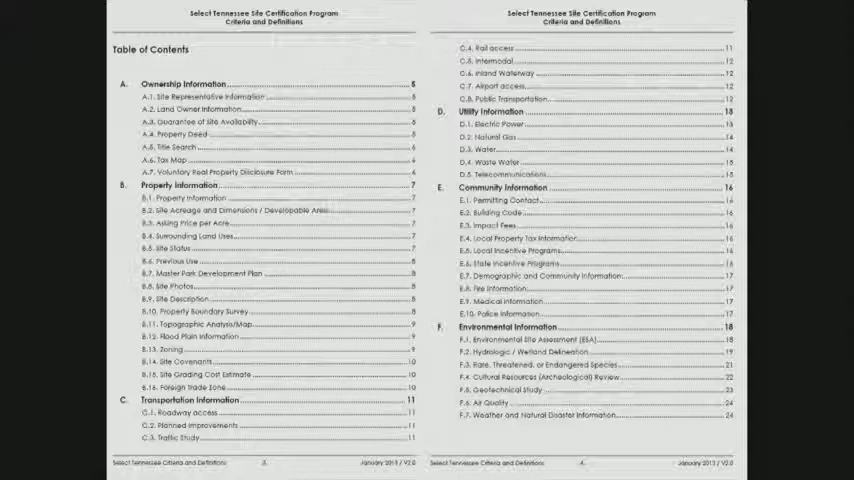 Select Tennessee Site Certification Program
Criteria and Definitions
Table of Contents
A. Ownership Information 5
A.1. Site Representative Information 5
A.2. Land Owner Information 5
A.3. Guarantee of Site Availability 5
A.4. Property Deed 5
A.5. Title Search 6
A.6. Tax Map 6
A.7. Voluntary Real Property Disclosure Form 6
B. Property Information 7
B.1. Property Information 7
B.2. Site Acreage and Dimensions / Developable Area 7
B.3. Asking Price per Acre 7
B.4. Surrounding Land Uses 7
B.5. Site Status 7
B.6. Previous Use 8
B.7. Master Park Development Plan 8
B.8. Site Photos 8
B.9. Site Description 8
B.10. Property Boundary Survey 8
B.11. Topographic Analysis/Map 9
B.12. Flood Plain Information 9
B.13. Zoning 9
B.14. Site Covenants 10
B.15. Site Grading Cost Estimate 10
B.16. Foreign Trade Zone 10
C. Transportation Information 11
C.1. Roadway access 11
C.2. Planned Improvements 11
C.3. Traffic Study 11
Select Tennessee Criteria and Definitions 3. January 2013 / V2.0
Select Tennessee Site Certification Program
Criteria and Definitions
C.4. Rail access 11
C.5. Intermodal 12
C.6. Inland Waterway 12
C.7. Airport access 12
C.8. Public Transportation 12
D. Utility Information 13
D.1. Electric Power 13
D.2. Natural Gas 14
D.3. Water 14
D.4. Waste Water 15
D.5. Telecommunications 15
E. Community Information 16
E.1. Permitting Contact 16
E.2. Building Code 16
E.3. Impact Fees 16
E.4. Local Property Tax Information 16
E.5. Local Incentive Programs 16
E.6. State Incentive Programs 16
E.7. Demographic and Community Information 17
E.8. Fire Information 17
E.9. Medical Information 17
E.10. Police Information 17
F. Environmental Information 18
F.1. Environmental Site Assessment (ESA) 18
F.2. Hydrologic / Wetland Delineation 19
F.3. Rare, Threatened, or Endangered Species 21
F.4. Cultural Resources (Archeological) Review 22
F.5. Geotechnical Study 23
F.6. Air Quality 24
F.7. Weather and Natural Disaster Information 24
Select Tennessee Criteria and Definitions 4. January 2013 / V2.0